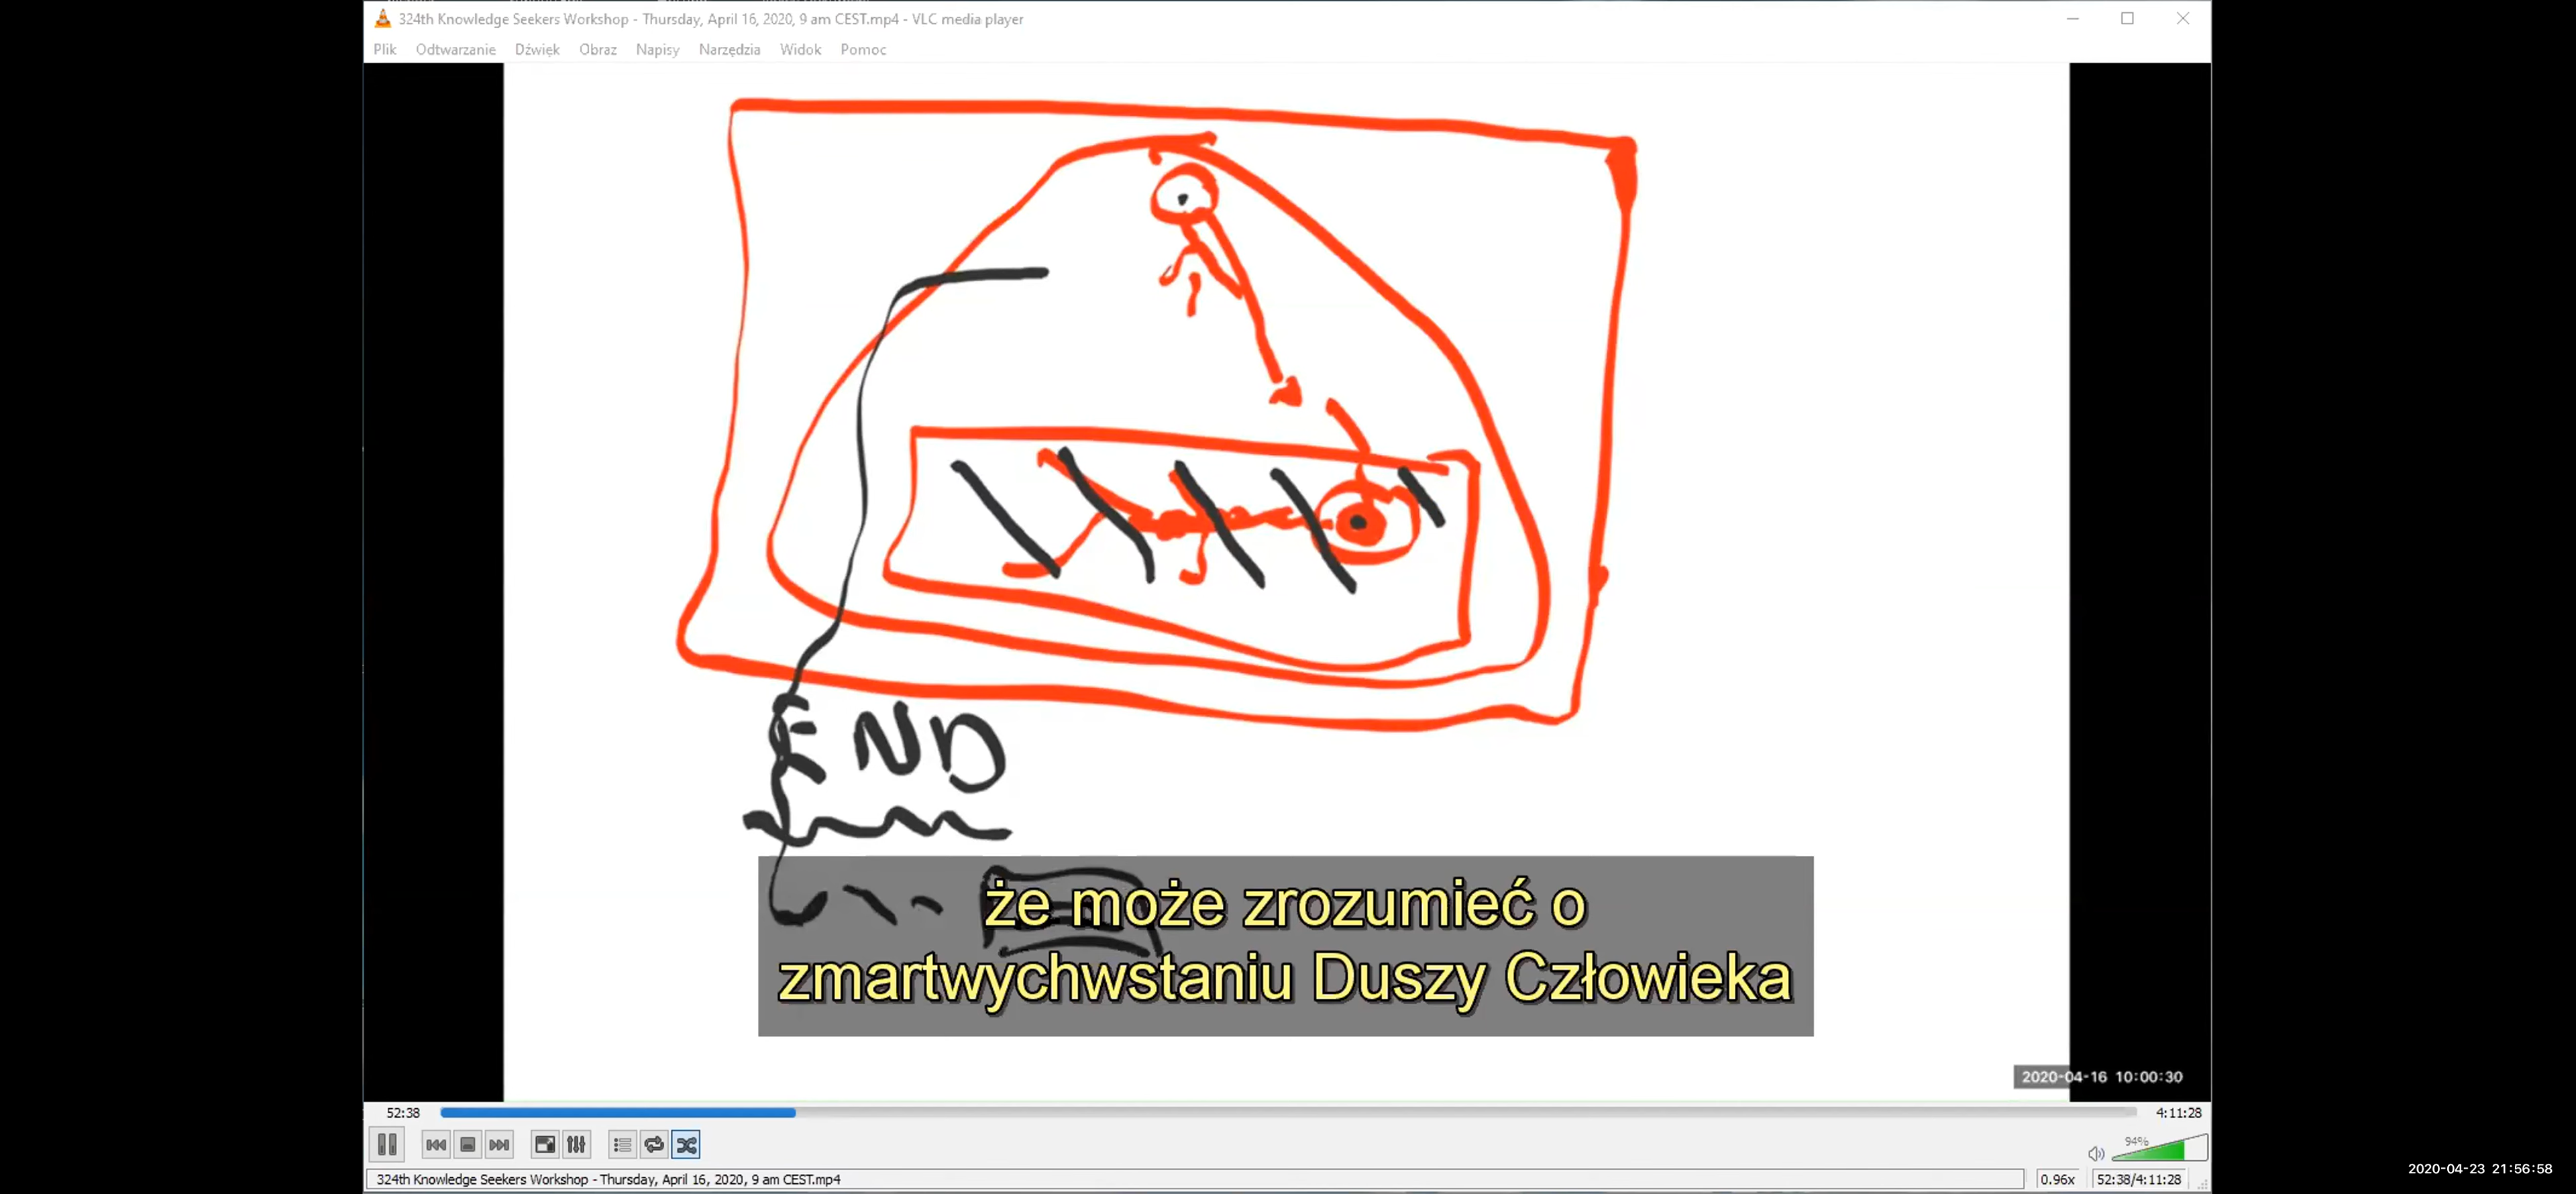 324th Knowledge Seekers Workshop - Thursday, April 16, 2020, 9 am CEST.mp4 - VLC media player
Plik Odtwarzanie Dźwięk Obraz Napisy Narzędzia Widok Pomoc
END
że może zrozumieć o
zmartwychwstaniu Duszy Człowieka
2020-04-16 10:00:30
52:38 4:11:28
94%
324th Knowledge Seekers Workshop - Thursday, April 16, 2020, 9 am CEST.mp4 0.96x 52:38/4:11:28
2020-04-23 21:56:58